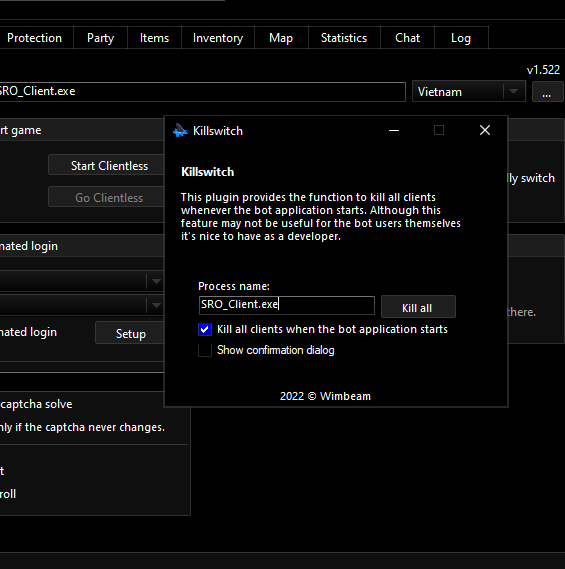 Protection Party Items Inventory Map Statistics Chat Log
v1.522
SRO_Client.exe Vietnam ...
rt game
Start Clientless
Go Clientless
lly switch
Killswitch
Killswitch
This plugin provides the function to kill all clients
whenever the bot application starts. Although this
feature may not be useful for the bot users themselves
it's nice to have as a developer.
Process name:
SRO_Client.exe Kill all
Kill all clients when the bot application starts
Show confirmation dialog
2022 © Wimbeam
mated login
here.
mated login Setup
captcha solve
nly if the captcha never changes.
t
roll